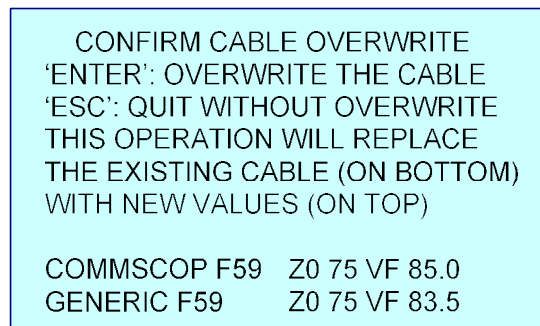 CONFIRM CABLE OVERWRITE
‘ENTER’: OVERWRITE THE CABLE
‘ESC’: QUIT WITHOUT OVERWRITE
THIS OPERATION WILL REPLACE
THE EXISTING CABLE (ON BOTTOM)
WITH NEW VALUES (ON TOP)
COMMSCOP F59 Z0 75 VF 85.0
GENERIC F59 Z0 75 VF 83.5